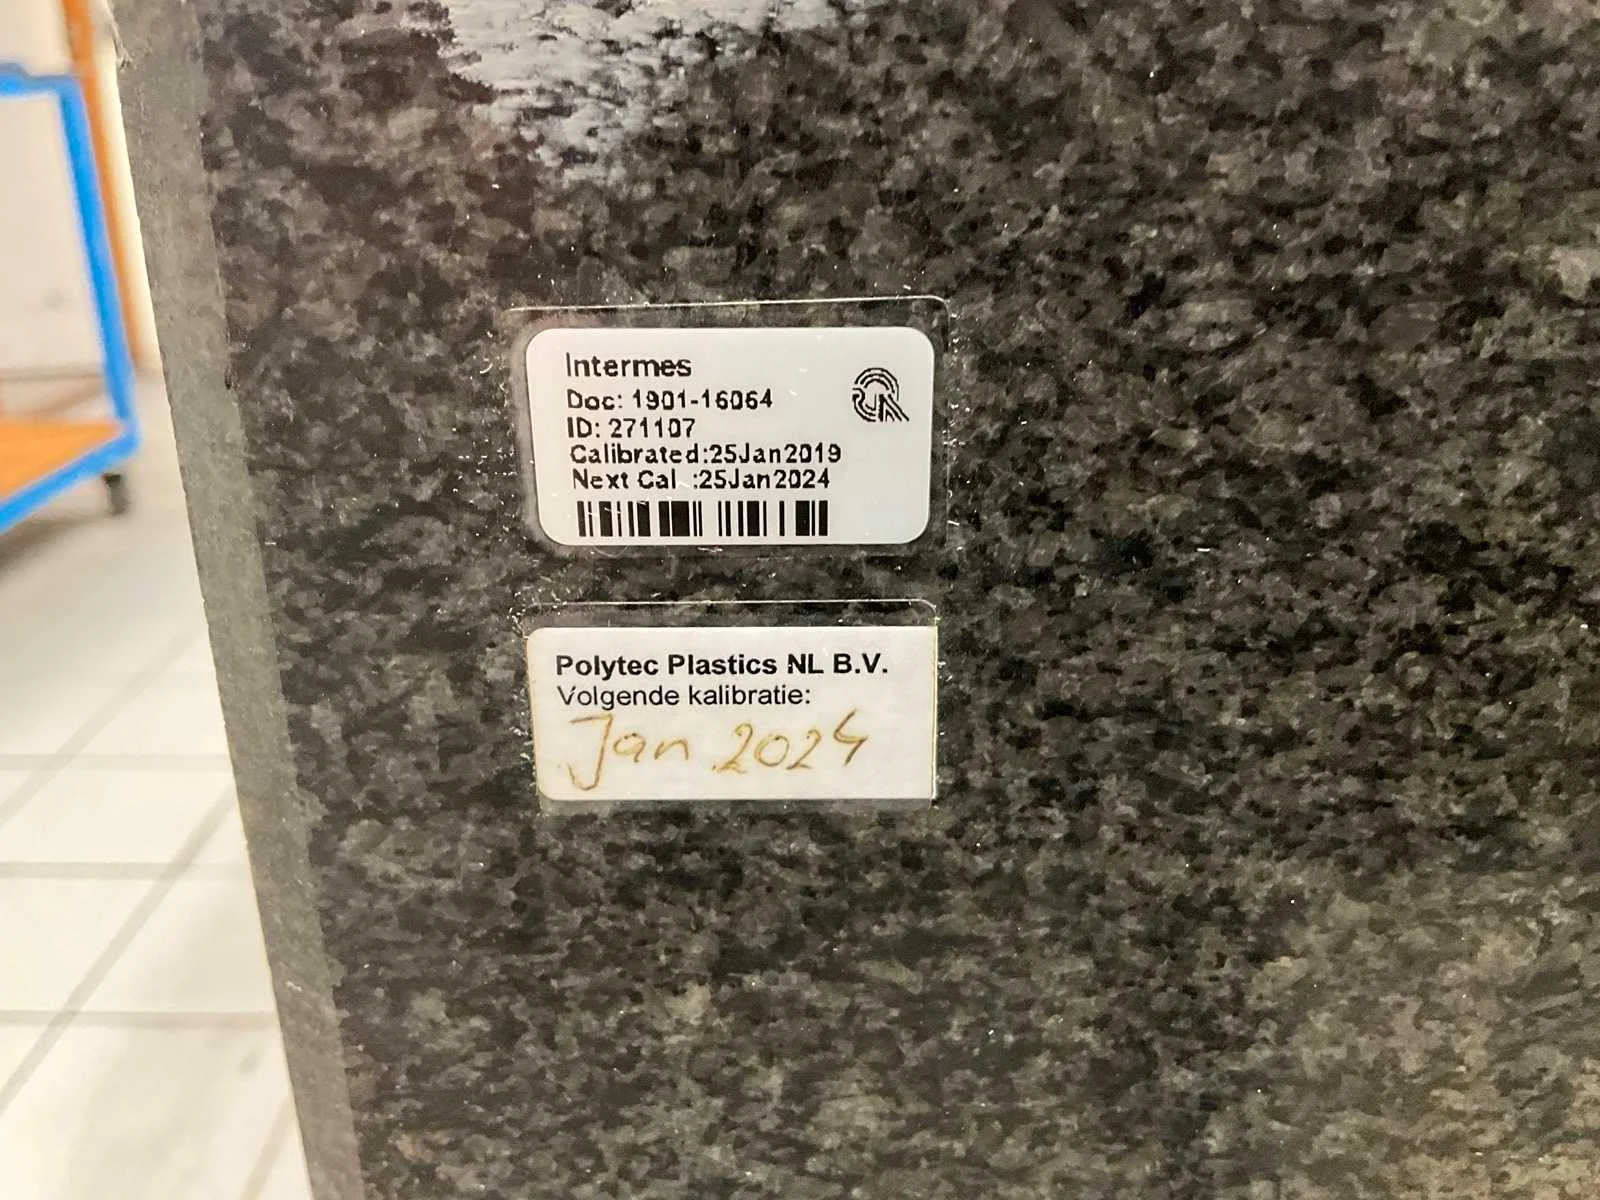 Intermes
Doc: 1901-16064
ID: 271107
Calibrated:25Jan2019
Next Cal :25Jan2024
Polytec Plastics NL B.V.
Volgende kalibratie:
Jan 2024